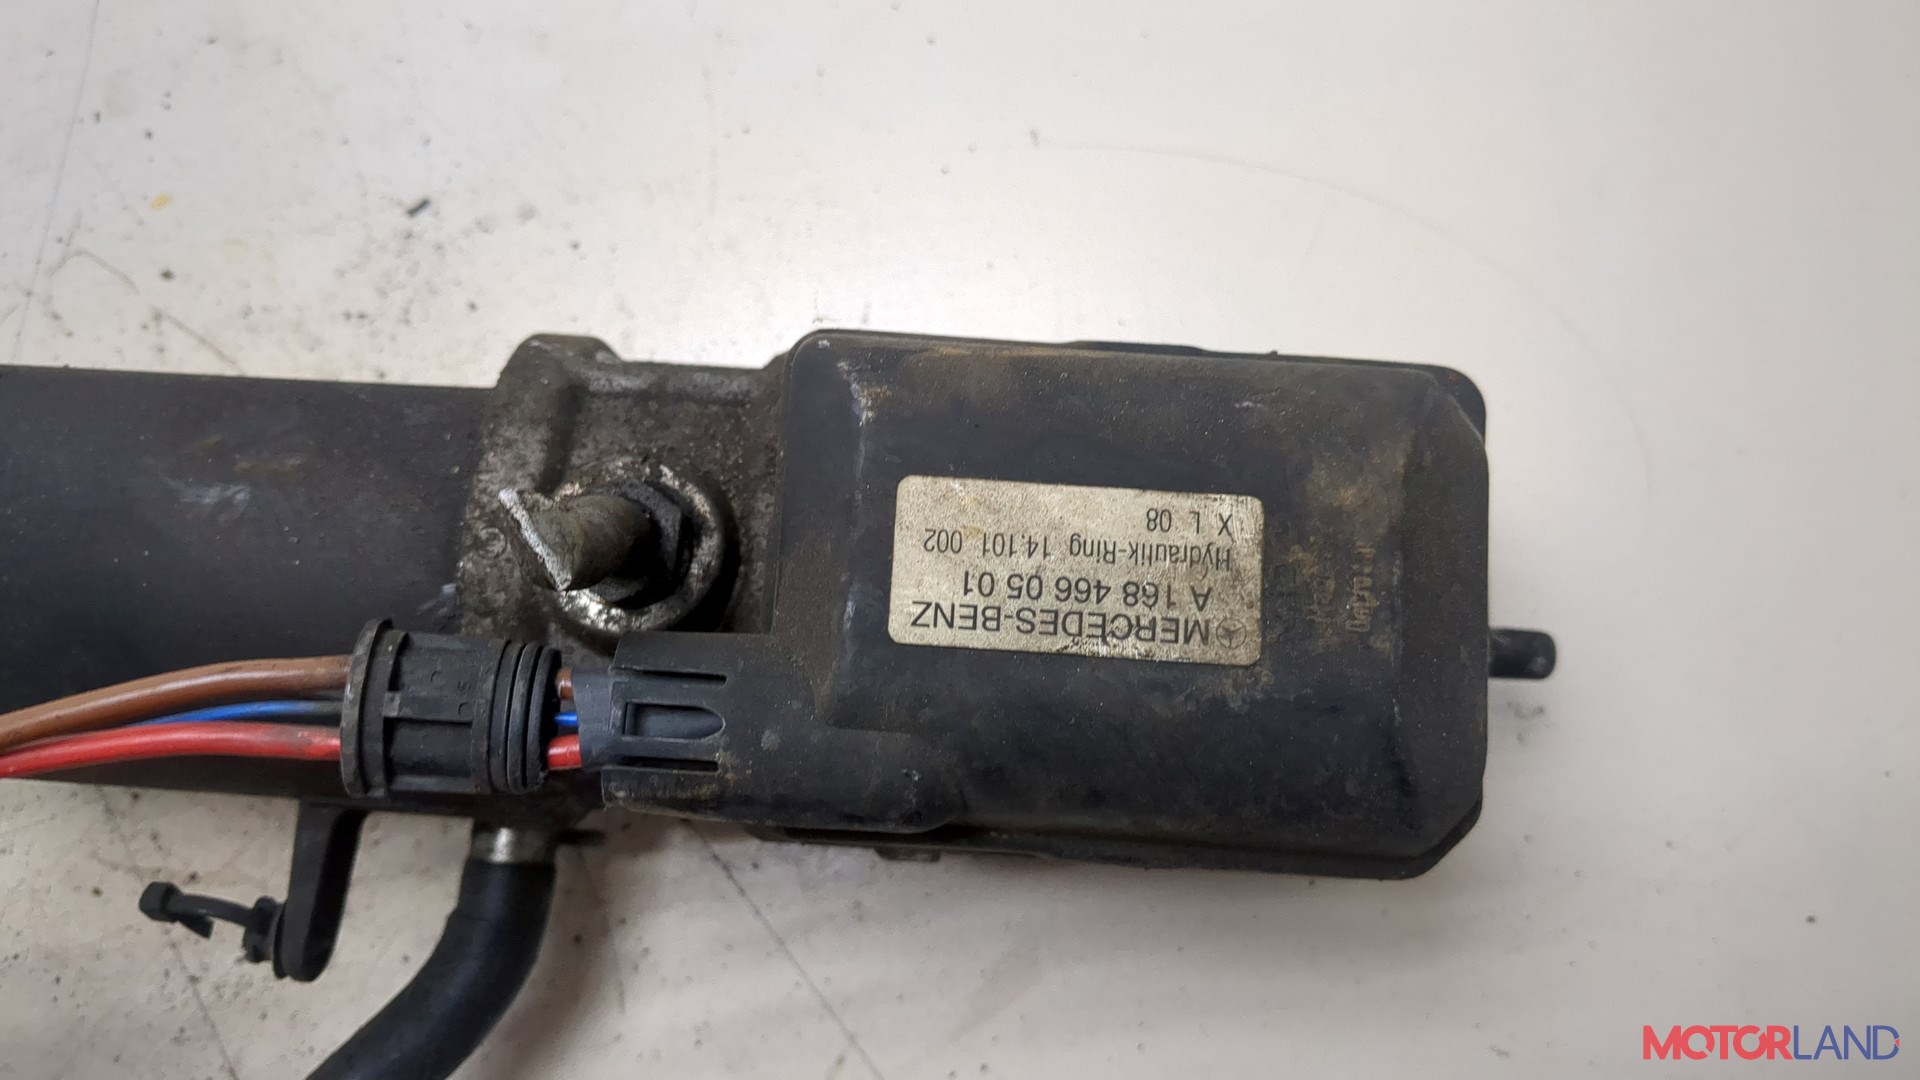 MERCEDES-BENZ
A 168 466 05 01
Hydraulik-Ring 14.101 002
X L 08
MOTORLAND